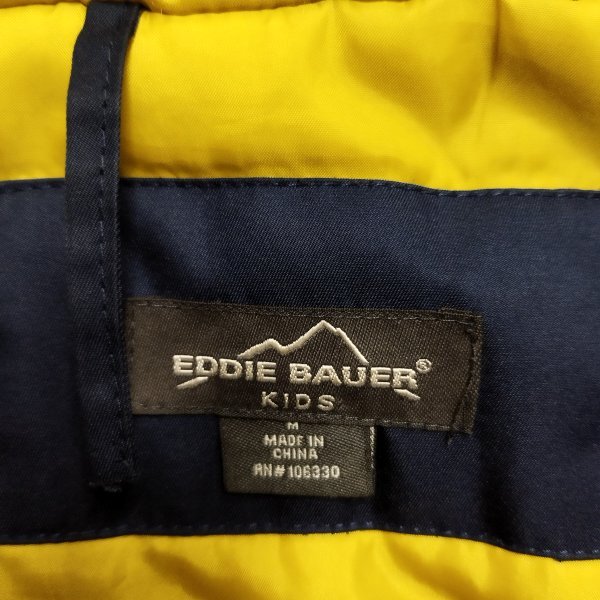 EDDIE BAUER®
KIDS
M
MADE IN
CHINA
RN# 106330